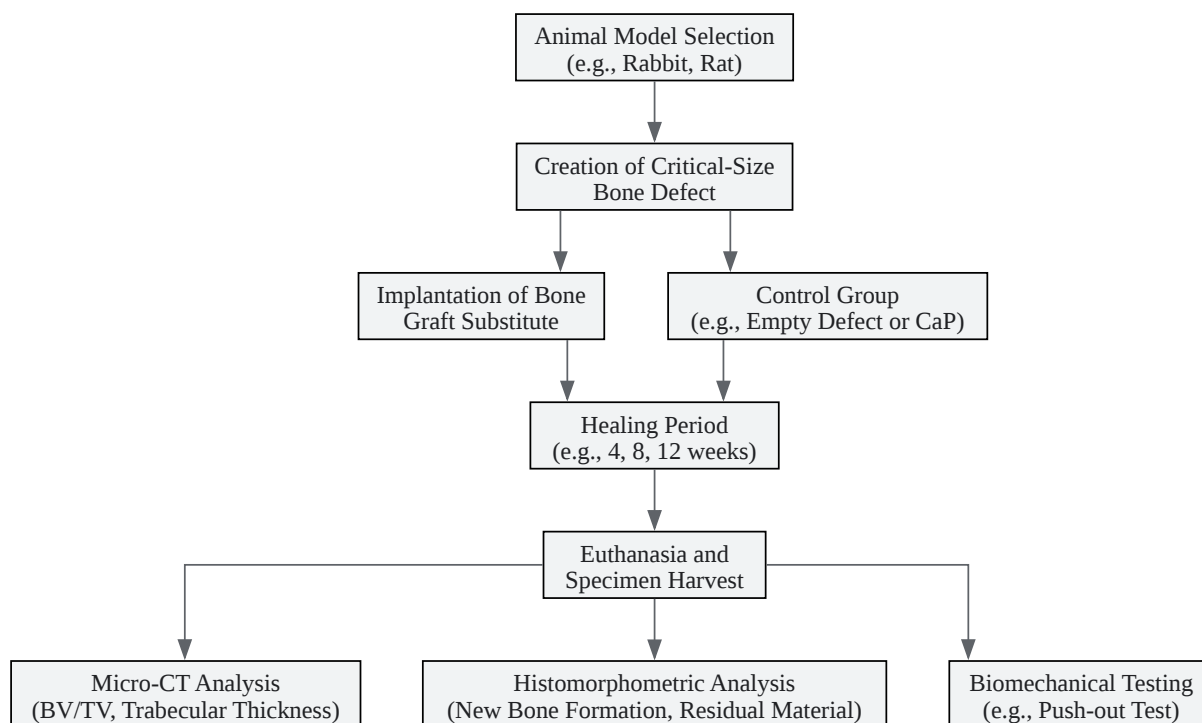 Animal Model Selection
(e.g., Rabbit, Rat)
Creation of Critical-Size
Bone Defect
Implantation of Bone
Graft Substitute
Control Group
(e.g., Empty Defect or CaP)
Healing Period
(e.g., 4, 8, 12 weeks)
Euthanasia and
Specimen Harvest
Micro-CT Analysis
(BV/TV, Trabecular Thickness)
Histomorphometric Analysis
(New Bone Formation, Residual Material)
Biomechanical Testing
(e.g., Push-out Test)